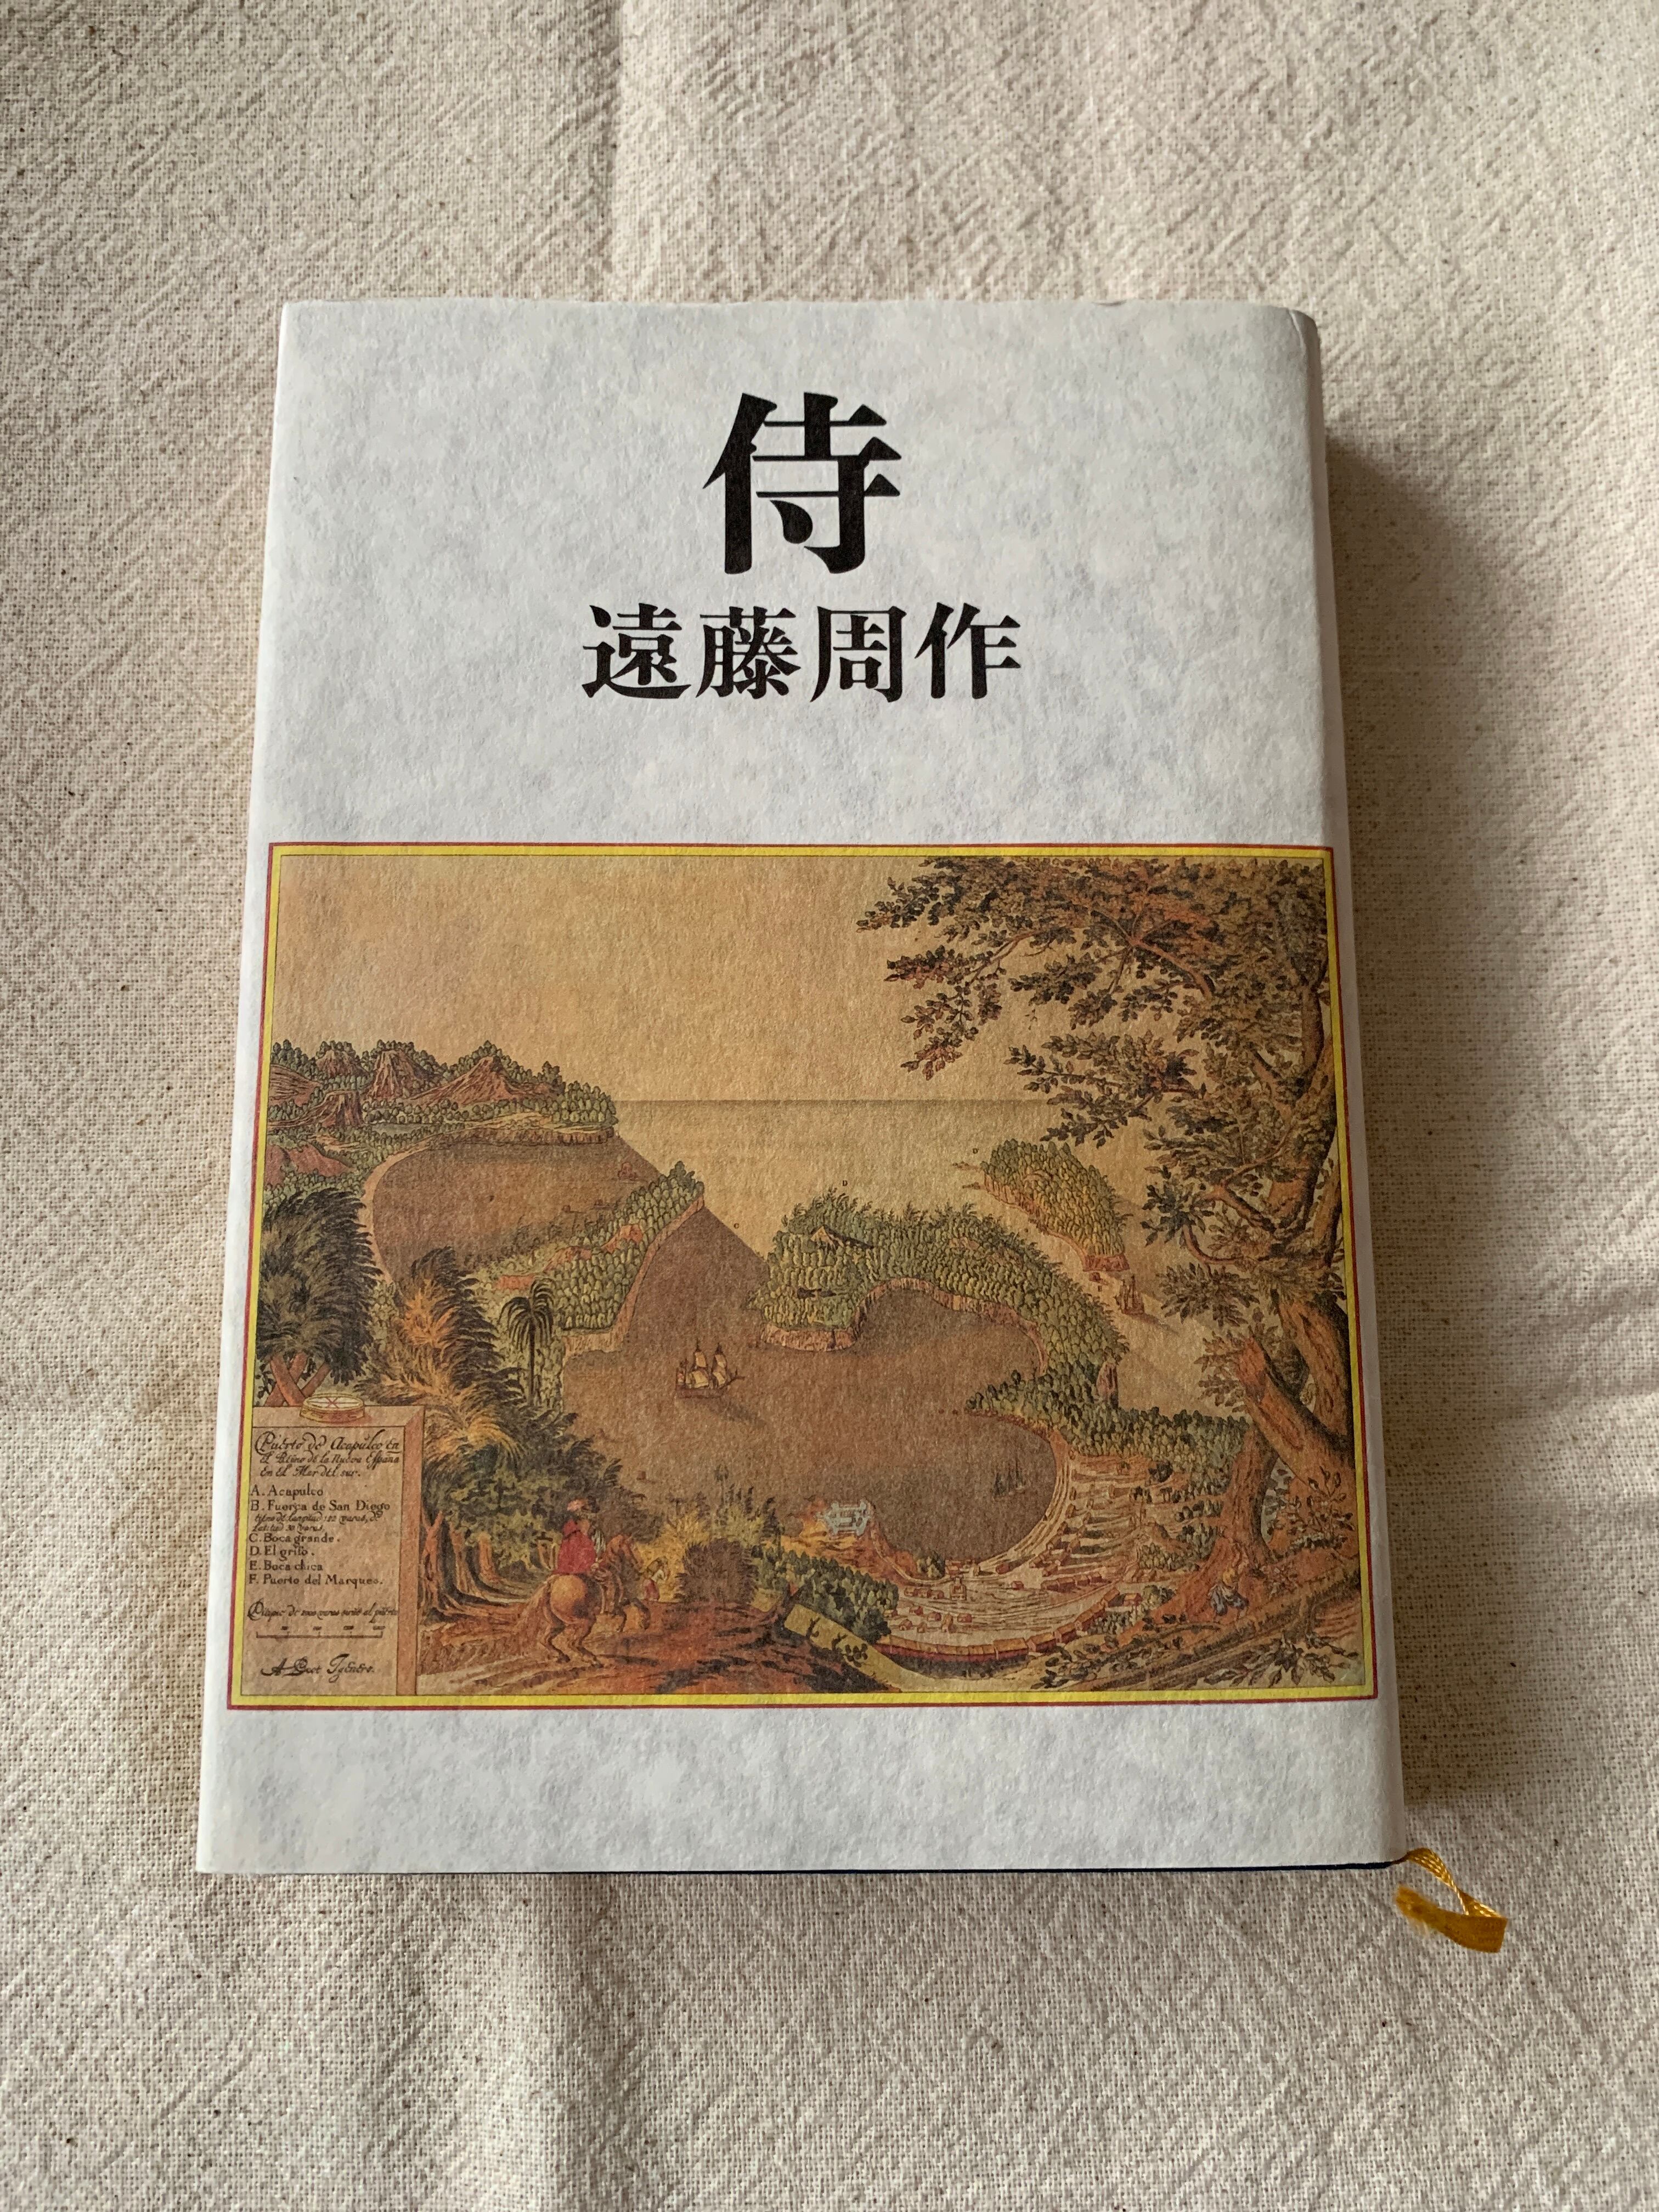 侍
遠藤周作
Puerto de Acapulco en
el Reino de la Nueva España
En el Mar del sur.
A. Acapulco
B. Fuerça de San Diego
C. Boca grande.
D. El grifo.
E. Boca chica
F. Puerto del Marques.